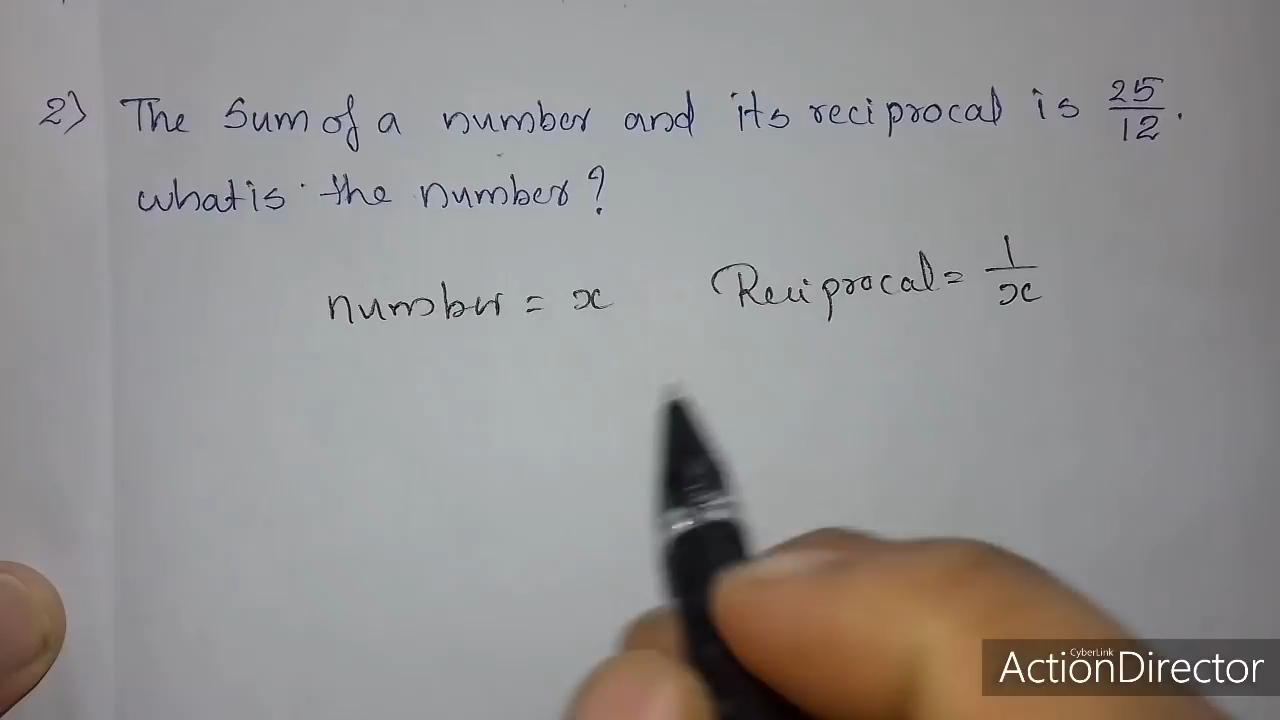 2) The Sum of a number and its reciprocal is 25/12.
what is the number?
number = x Reciprocal = 1/x
CyberLink
ActionDirector